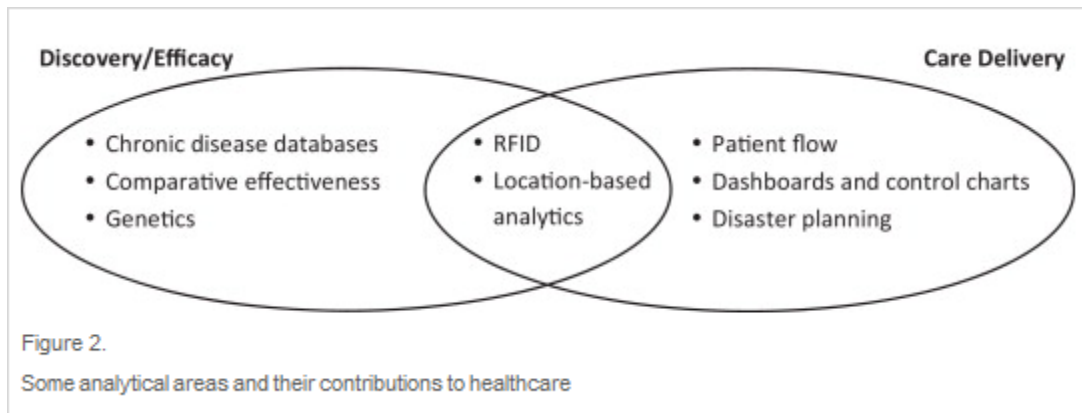 Discovery/Efficacy
Care Delivery
• Chronic disease databases
• Comparative effectiveness
• Genetics
• RFID
• Location-based
analytics
• Patient flow
• Dashboards and control charts
• Disaster planning
Figure 2.
Some analytical areas and their contributions to healthcare